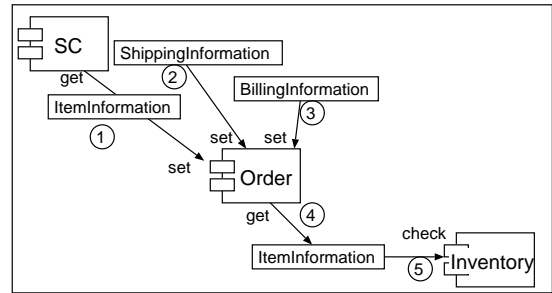 SC
ShippingInformation
get
2
BillingInformation
ItemInformation
3
1
set
set
set
Order
get
4
check
ItemInformation
5
Inventory